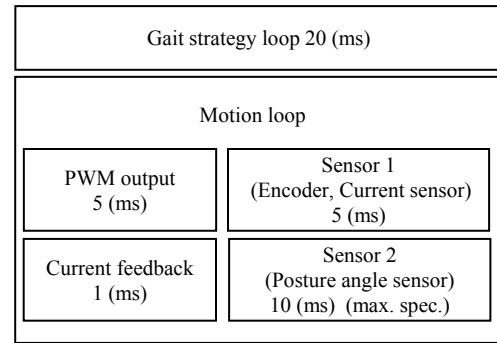 Gait strategy loop 20 (ms)
Motion loop
PWM output
5 (ms)
Sensor 1
(Encoder, Current sensor)
5 (ms)
Current feedback
1 (ms)
Sensor 2
(Posture angle sensor)
10 (ms) (max. spec.)